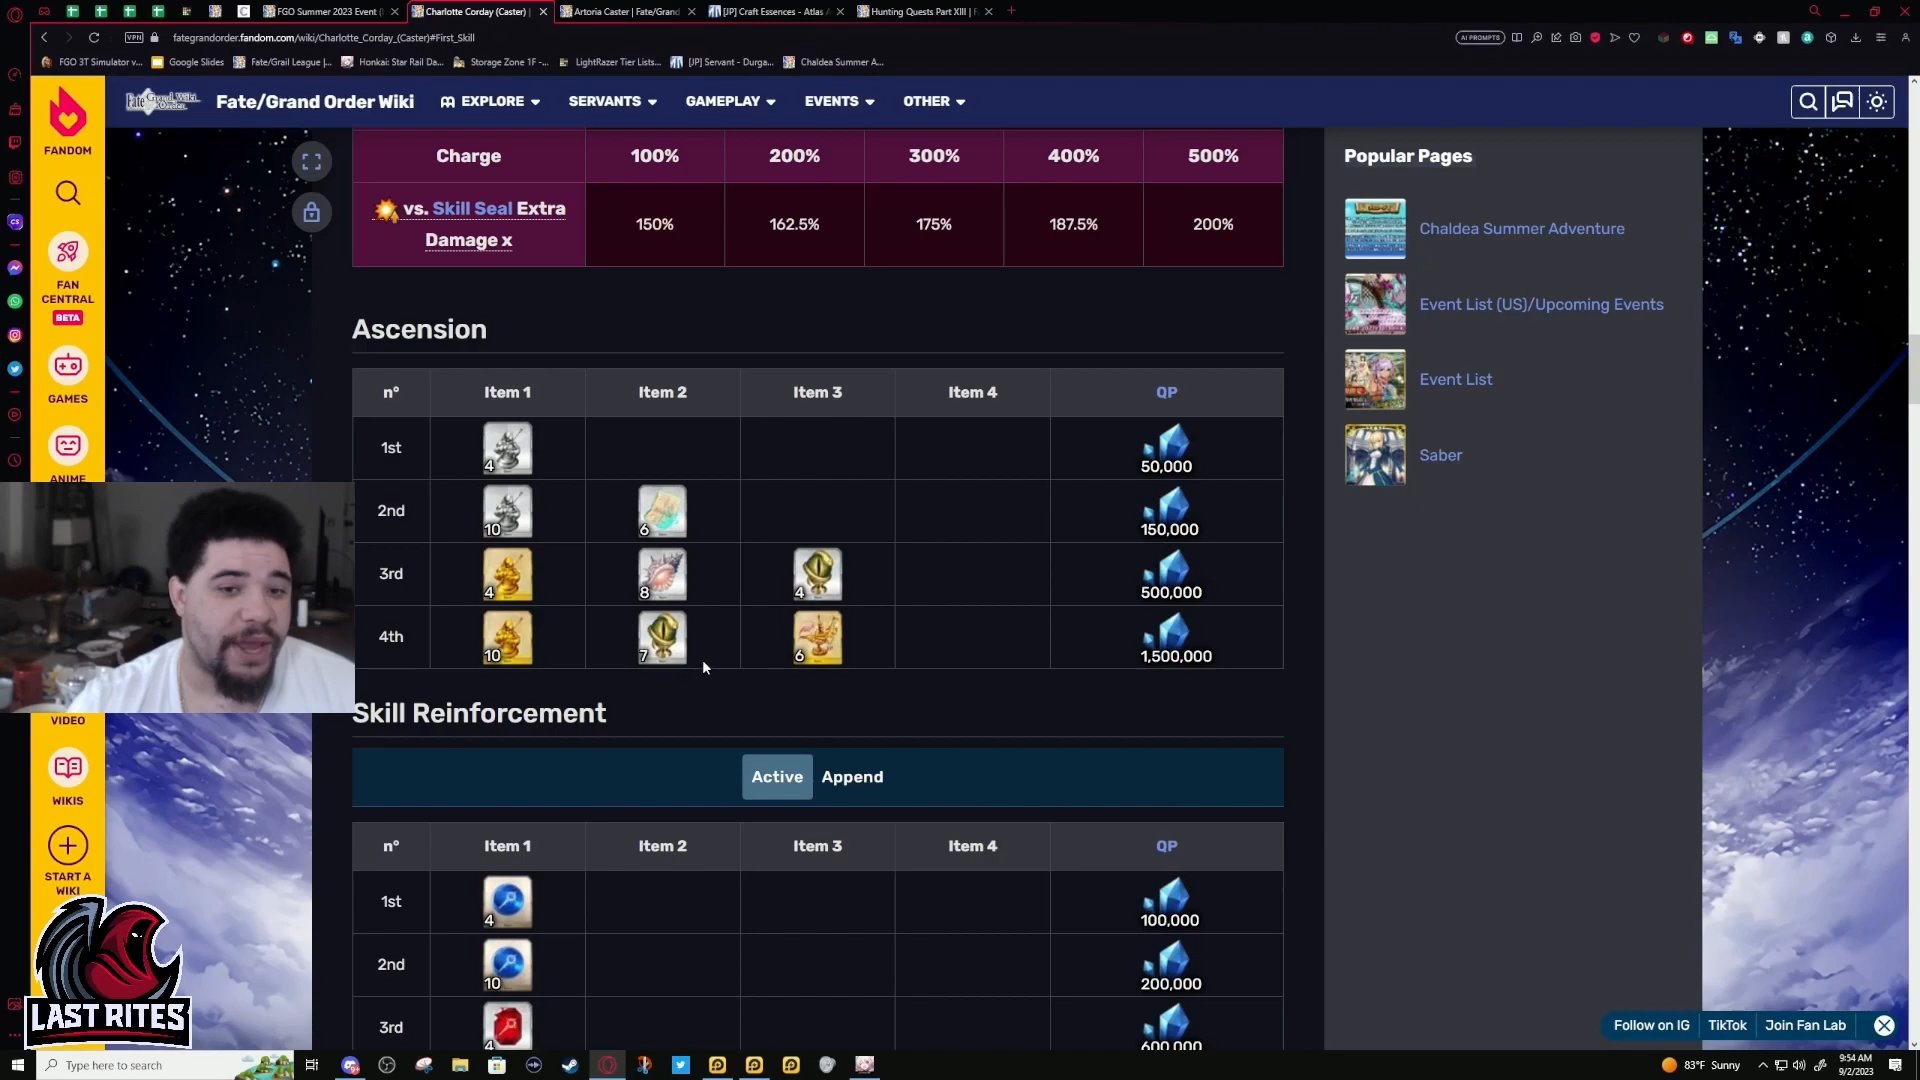 FGO Summer 2023 Event (
Charlotte Corday (Caster) |
Artoria Caster | Fate/Grand
[JP] Craft Essences - Atlas A
Hunting Quests Part XIII | F
VPN
fategrandorder.fandom.com/wiki/Charlotte_Corday_(Caster)#First_Skill
AI PROMPTS
FGO 3T Simulator v...
Google Slides
Fate/Grail League |...
Honkai: Star Rail Da...
Storage Zone 1F -...
LightRazer Tier Lists...
[JP] Servant - Durga...
Chaldea Summer A...
Fate/Grand Order Wiki
EXPLORE
SERVANTS
GAMEPLAY
EVENTS
OTHER
FANDOM
FAN
CENTRAL
BETA
GAMES
ANIME
VIDEO
WIKIS
START A
WIKI
Charge 100% 200% 300% 400% 500%
vs. Skill Seal Extra
Damage x
150% 162.5% 175% 187.5% 200%
Ascension
n° Item 1 Item 2 Item 3 Item 4 QP
1st 4 50,000
2nd 10 6 150,000
3rd 4 8 4 500,000
4th 10 7 6 1,500,000
Skill Reinforcement
Active Append
n° Item 1 Item 2 Item 3 Item 4 QP
1st 4 100,000
2nd 10 200,000
3rd 4 600,000
Popular Pages
Chaldea Summer Adventure
Event List (US)/Upcoming Events
Event List
Saber
LAST RITES
Follow on IG
TikTok
Join Fan Lab
Type here to search
83°F Sunny
9:54 AM
9/2/2023